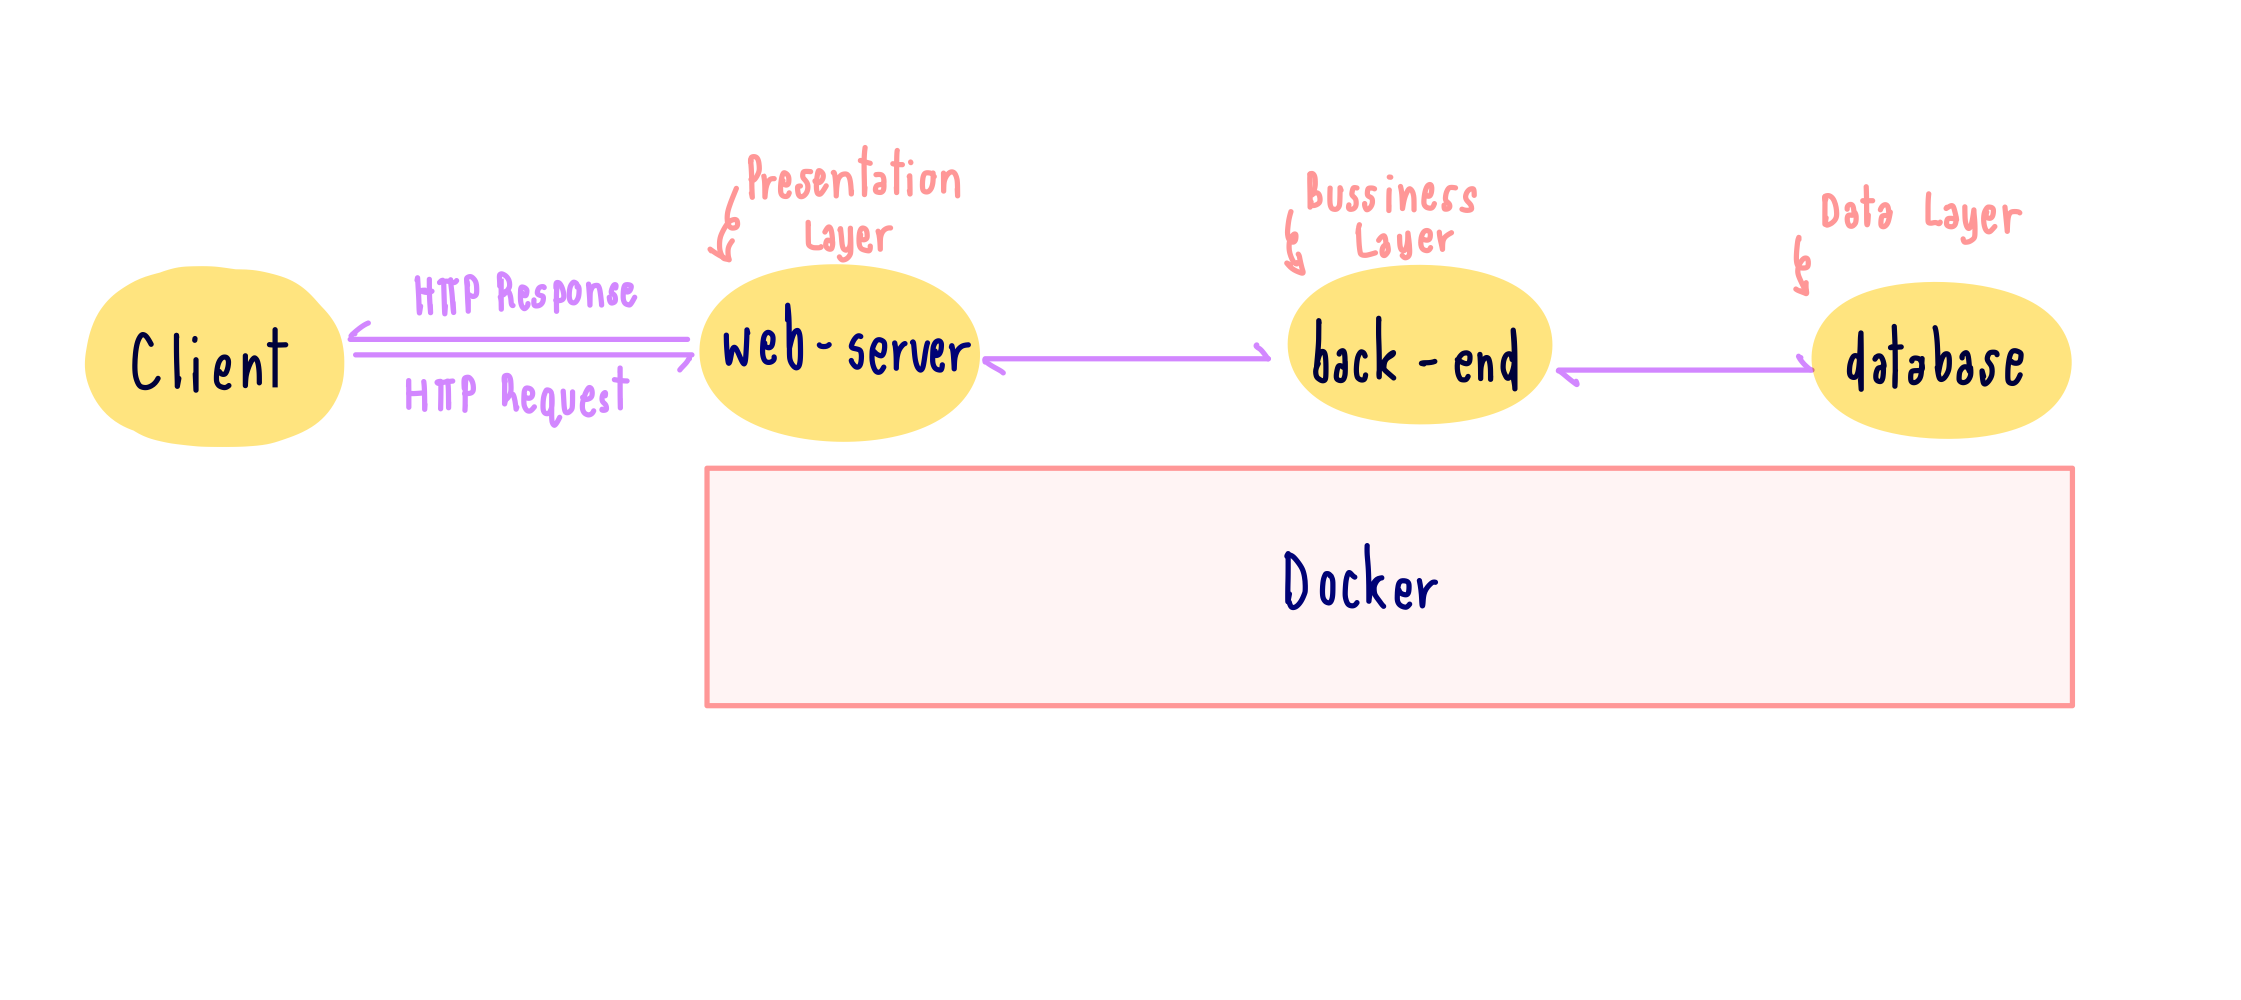 Presentation
Layer
Bussiness
Layer
Data Layer
HTTP Response
Client
web-server
back-end
database
HTTP Request
Docker